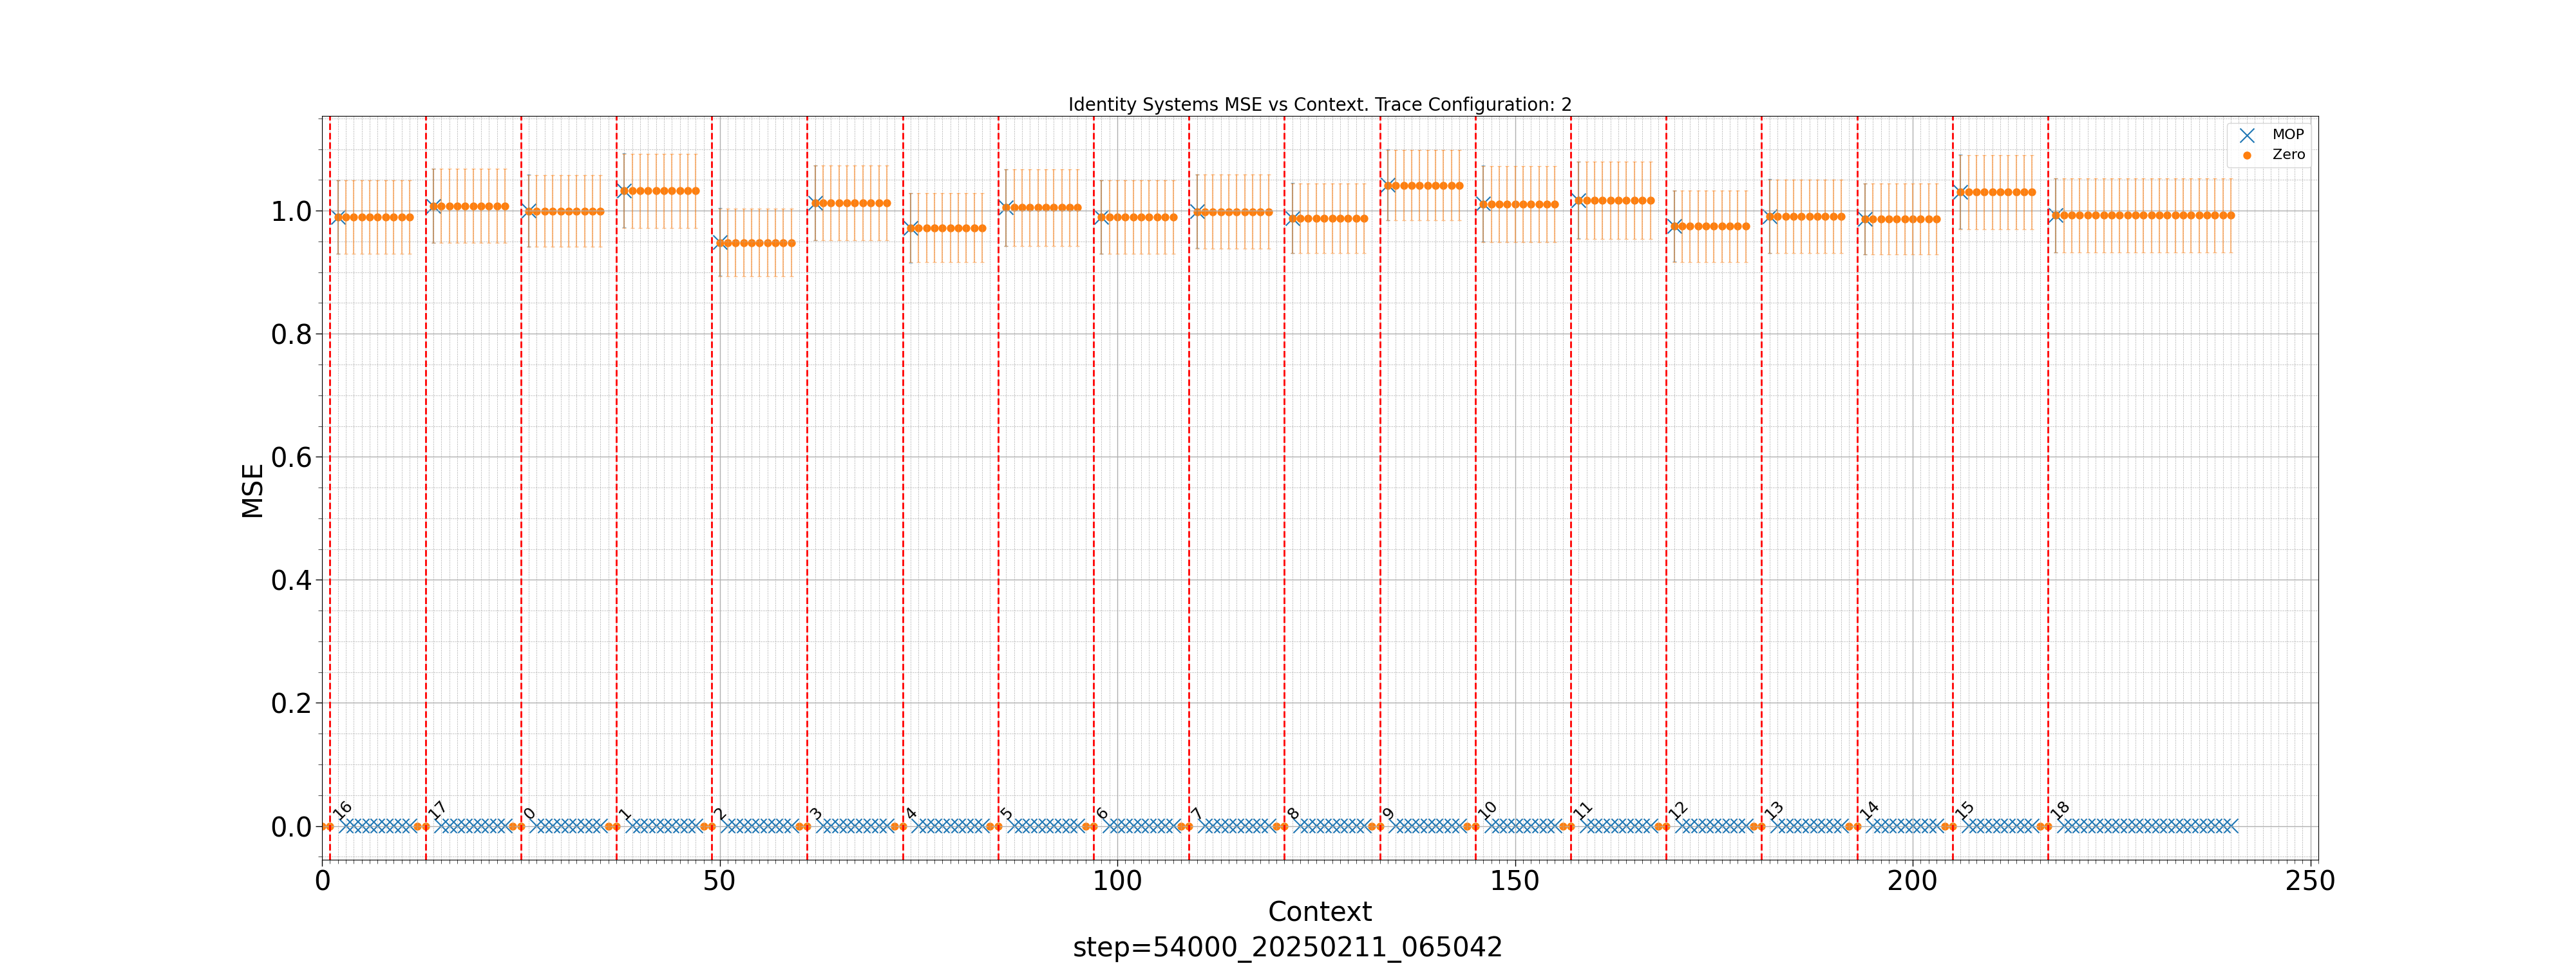 Identity Systems MSE vs Context. Trace Configuration: 2
MOP
Zero
MSE
1.0
0.8
0.6
0.4
0.2
0.0
16 17 0 1 2 3 4 5 6 7 8 9 10 11 12 13 14 15 18
0 50 100 150 200 250
Context
step=54000_20250211_065042